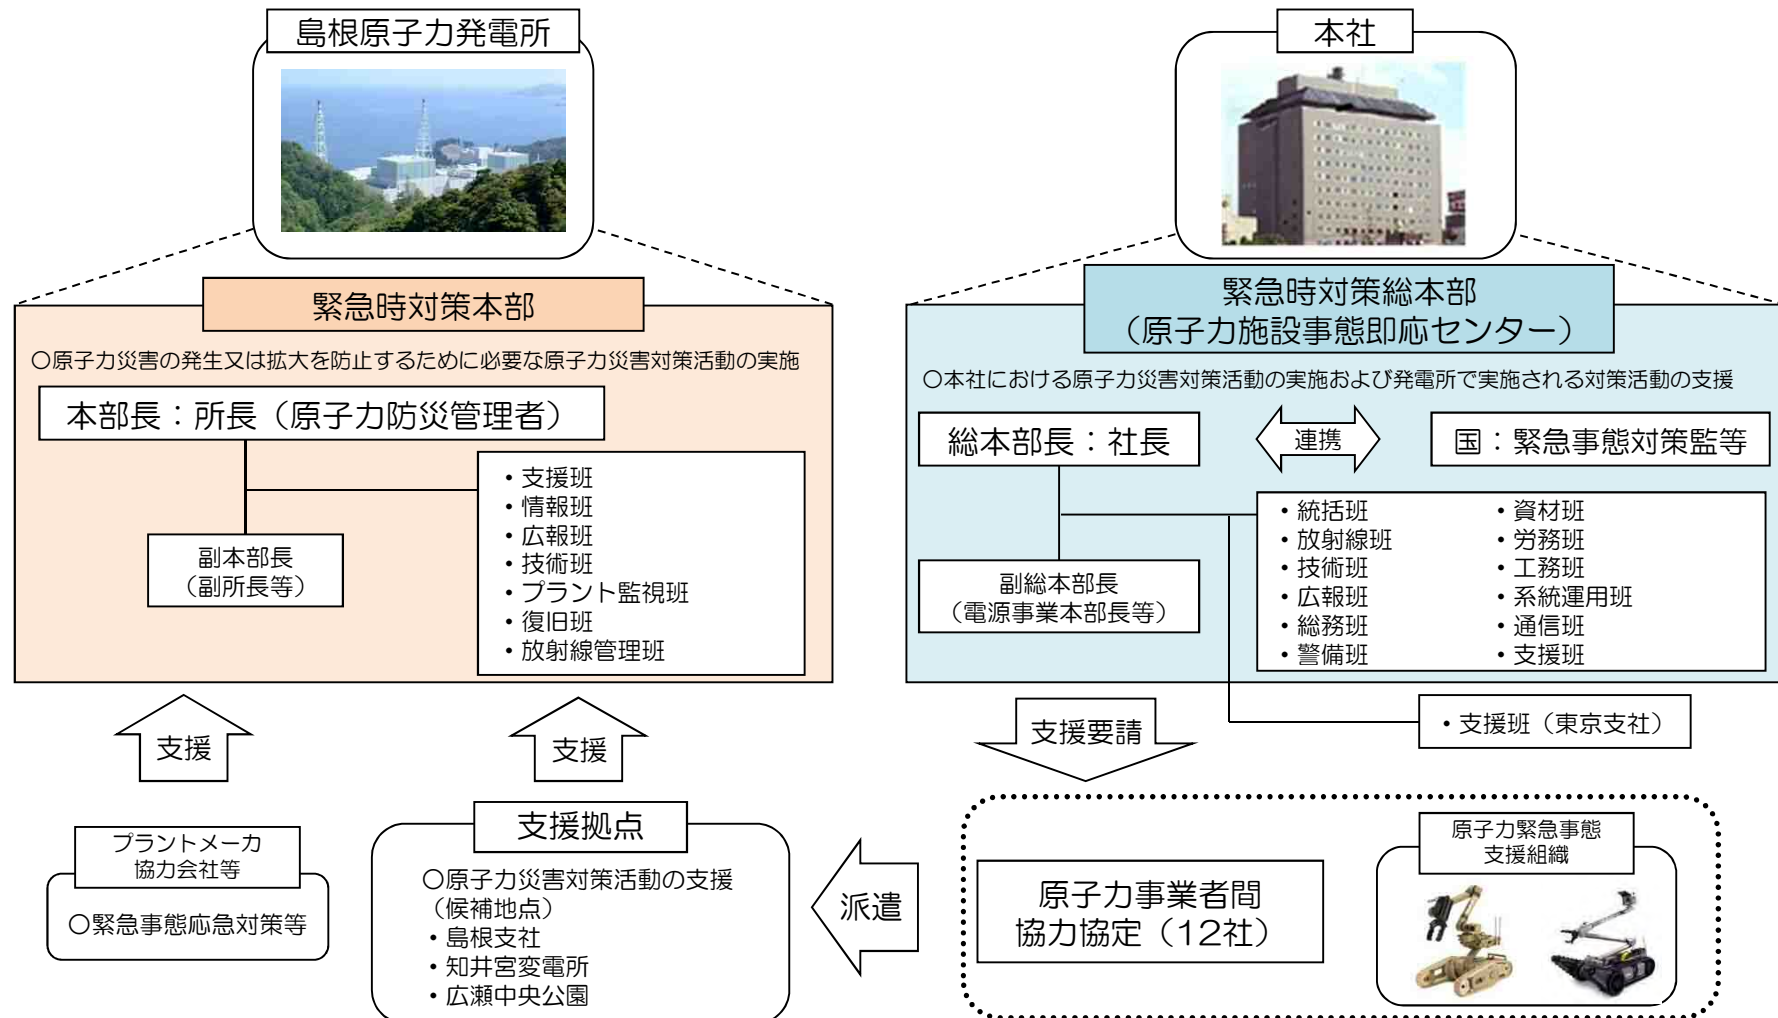 島根原子力発電所
緊急時対策本部
〇原子力災害の発生又は拡大を防止するために必要な原子力災害対策活動の実施
本部長：所長（原子力防災管理者）
・支援班
・情報班
・広報班
・技術班
・プラント監視班
・復旧班
・放射線管理班
副本部長
（副所長等）
本社
緊急時対策総本部
（原子力施設事態即応センター）
〇本社における原子力災害対策活動の実施および発電所で実施される対策活動の支援
総本部長：社長
連携
国：緊急事態対策監等
・統括班
・放射線班
・技術班
・広報班
・総務班
・警備班
・資材班
・労務班
・工務班
・系統運用班
・通信班
・支援班
副総本部長
（電源事業本部長等）
・支援班（東京支社）
支援
支援
支援要請
プラントメーカ
協力会社等
〇緊急事態応急対策等
支援拠点
〇原子力災害対策活動の支援
（候補地点）
・島根支社
・知井宮変電所
・広瀬中央公園
派遣
原子力事業者間
協力協定（12社）
原子力緊急事態
支援組織